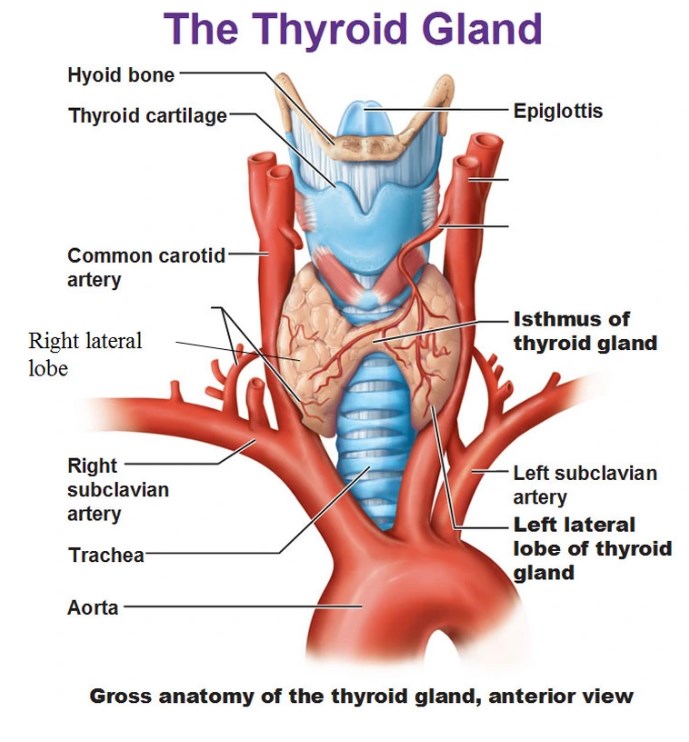 The Thyroid Gland
Hyoid bone
Thyroid cartilage
Epiglottis
Common carotid
artery
Isthmus of
thyroid gland
Right lateral
lobe
Right
subclavian
artery
Left subclavian
artery
Left lateral
lobe of thyroid
gland
Trachea
Aorta
Gross anatomy of the thyroid gland, anterior view